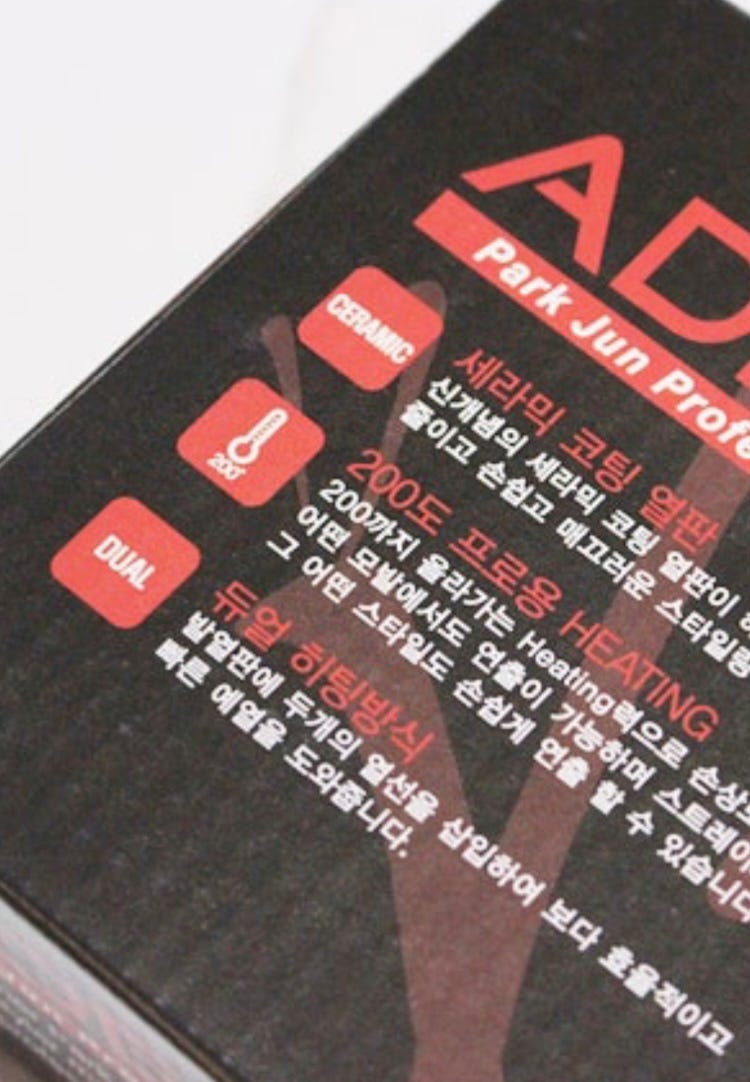 AD
Park Jun Profe
CERAMIC
세라믹 코팅 열판
신개념의 세라믹 코팅 열판이
줄이고 손쉽고 매끄러운 스타일링
200°
200도 프로용 HEATING
200까지 올라가는 Heating력으로 손상
어떤 모발에서도 연출이 가능하며 스트레이
그 어떤 스타일도 손쉽게 연출 할 수 있습니다
DUAL
듀얼 히팅방식
발열판에 두개의 열선을 삽입하여 보다 효율적이고
빠른 예열을 도와줍니다.